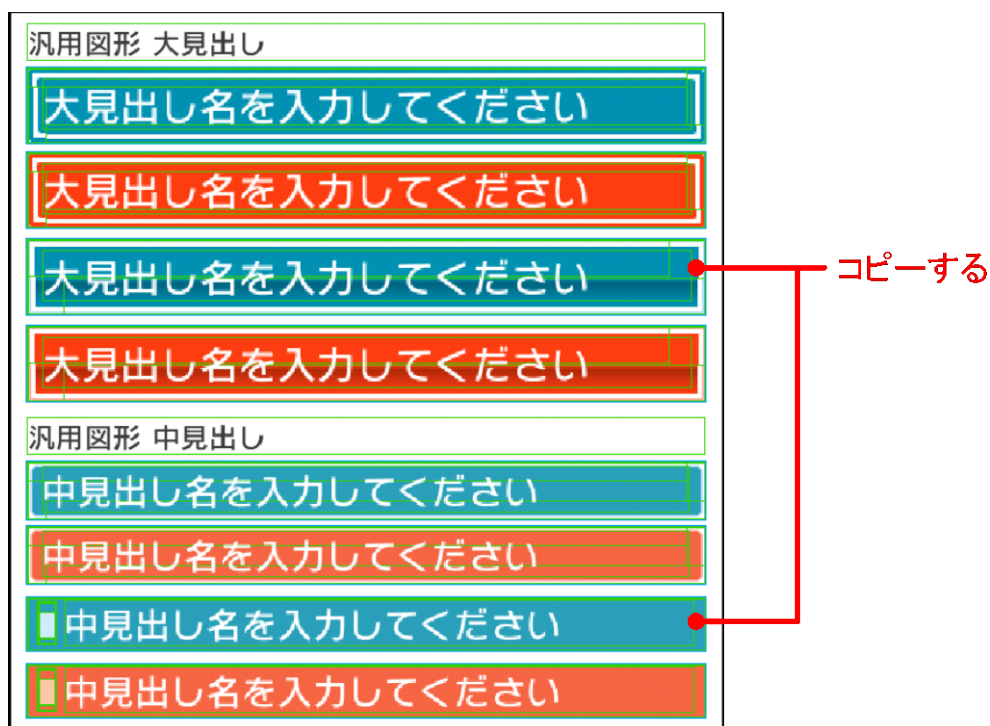 汎用図形 大見出し
大見出し名を入力してください
大見出し名を入力してください
大見出し名を入力してください
コピーする
大見出し名を入力してください
汎用図形 中見出し
中見出し名を入力してください
中見出し名を入力してください
中見出し名を入力してください
中見出し名を入力してください